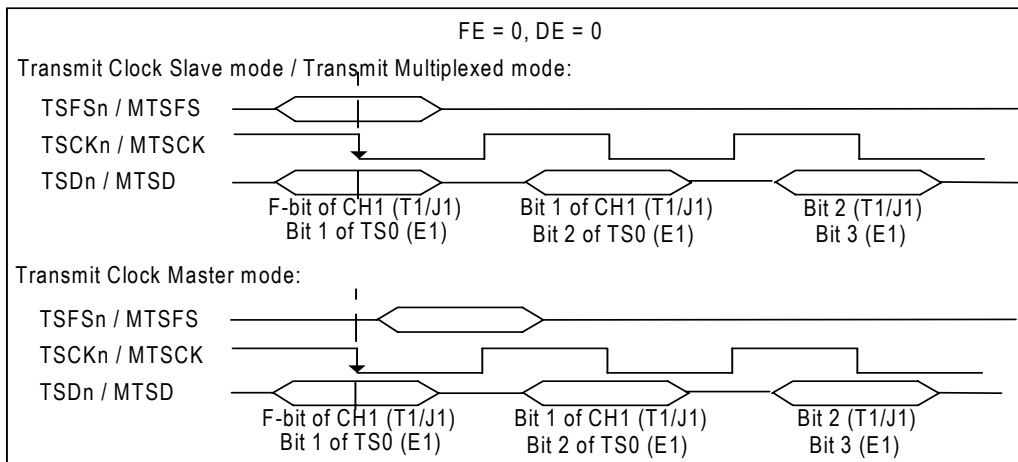 FE = 0, DE = 0
Transmit Clock Slave mode / Transmit Multiplexed mode:
TSFSn / MTSFS
TSCKn / MTSCK
TSDn / MTSD
F-bit of CH1 (T1/J1) Bit 1 of CH1 (T1/J1) Bit 2 (T1/J1)
Bit 1 of TS0 (E1) Bit 2 of TS0 (E1) Bit 3 (E1)
Transmit Clock Master mode:
TSFSn / MTSFS
TSCKn / MTSCK
TSDn / MTSD
F-bit of CH1 (T1/J1) Bit 1 of CH1 (T1/J1) Bit 2 (T1/J1)
Bit 1 of TS0 (E1) Bit 2 of TS0 (E1) Bit 3 (E1)